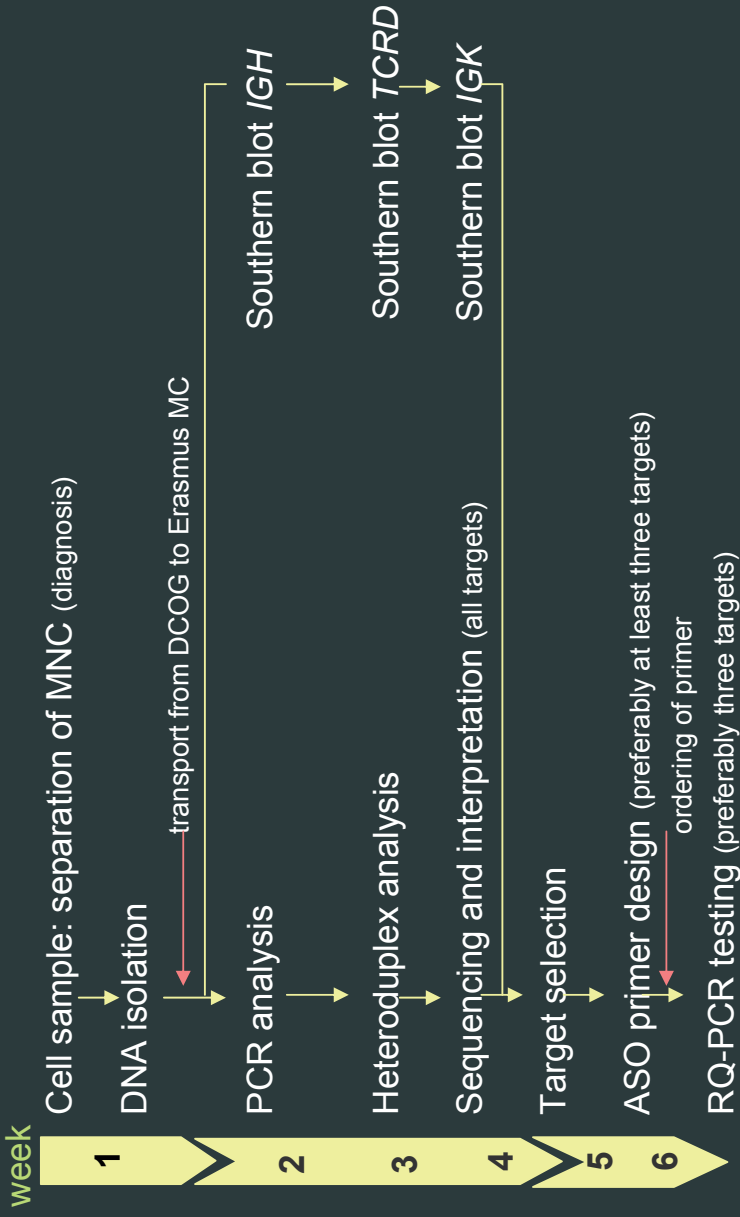 week
1
Cell sample: separation of MNC (diagnosis)
DNA isolation
transport from DCOG to Erasmus MC
2
PCR analysis
Southern blot IGH
3
Heteroduplex analysis
Southern blot TCRD
4
Sequencing and interpretation (all targets)
Southern blot IGK
Target selection
5
ASO primer design (preferably at least three targets)
6
ordering of primer
RQ-PCR testing (preferably three targets)